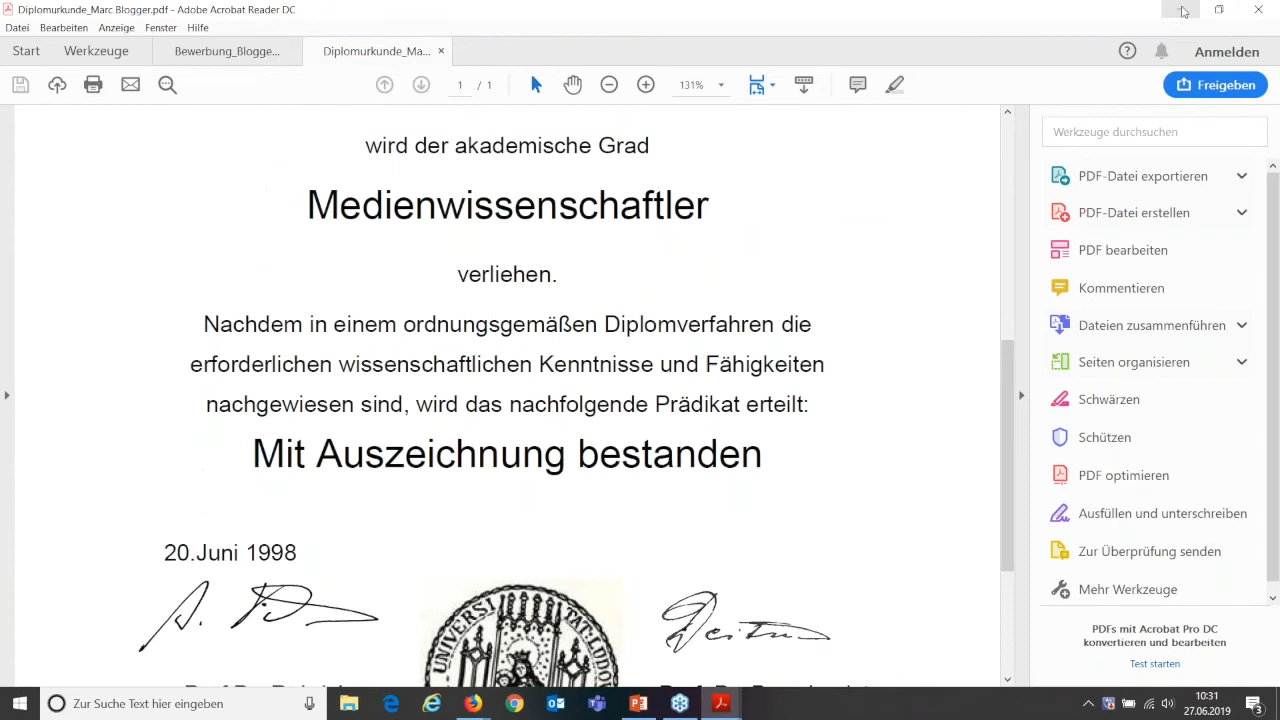 Diplomurkunde_Marc Blogger.pdf - Adobe Acrobat Reader DC
Datei Bearbeiten Anzeige Fenster Hilfe
Start Werkzeuge Bewerbung_Blogge... Diplomurkunde_Ma... × Anmelden
1 / 1 131% Freigeben
wird der akademische Grad
Medienwissenschaftler
verliehen.
Nachdem in einem ordnungsgemäßen Diplomverfahren die
erforderlichen wissenschaftlichen Kenntnisse und Fähigkeiten
nachgewiesen sind, wird das nachfolgende Prädikat erteilt:
Mit Auszeichnung bestanden
20.Juni 1998
Werkzeuge durchsuchen
PDF-Datei exportieren
PDF-Datei erstellen
PDF bearbeiten
Kommentieren
Dateien zusammenführen
Seiten organisieren
Schwärzen
Schützen
PDF optimieren
Ausfüllen und unterschreiben
Zur Überprüfung senden
Mehr Werkzeuge
PDFs mit Acrobat Pro DC
konvertieren und bearbeiten
Test starten
Zur Suche Text hier eingeben
10:31
27.06.2019
3